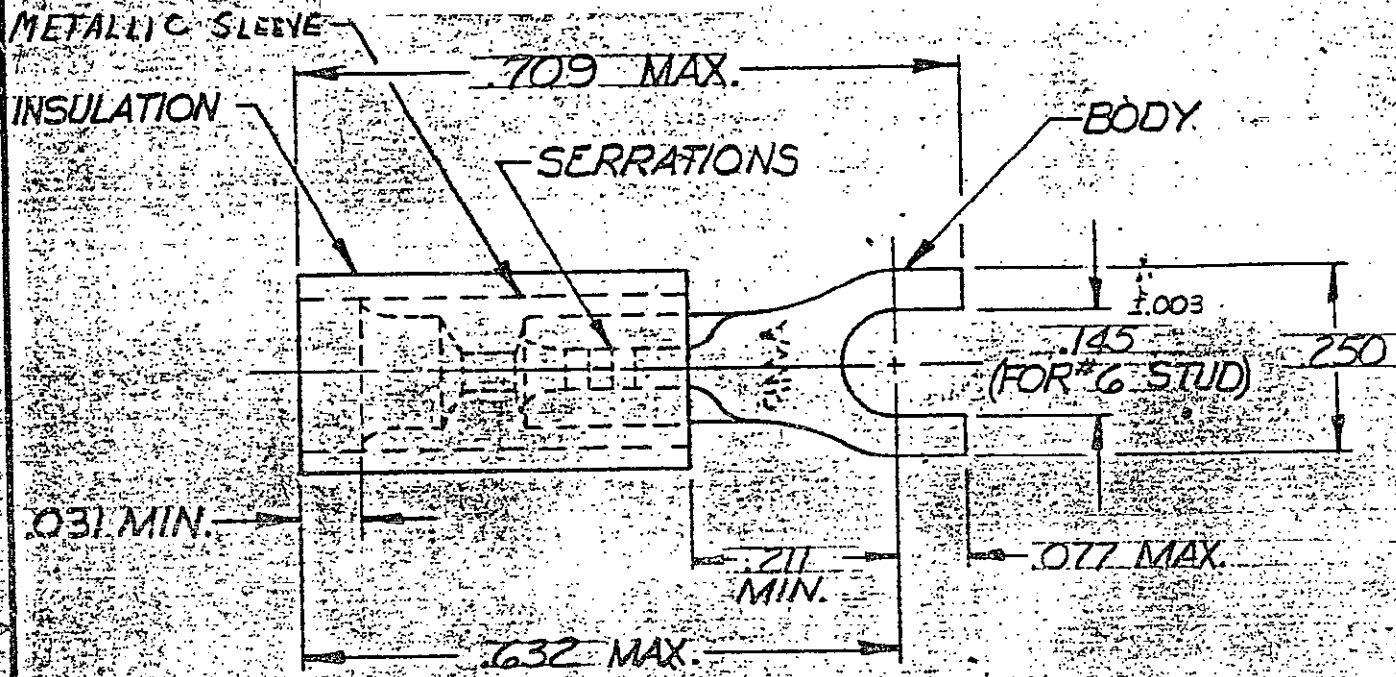 METALLIC SLEEVE
.709 MAX.
INSULATION
BODY
SERRATIONS
±.003
.145
(FOR #6 STUD)
.250
.031 MIN.
.211
MIN.
.077 MAX.
.632 MAX.